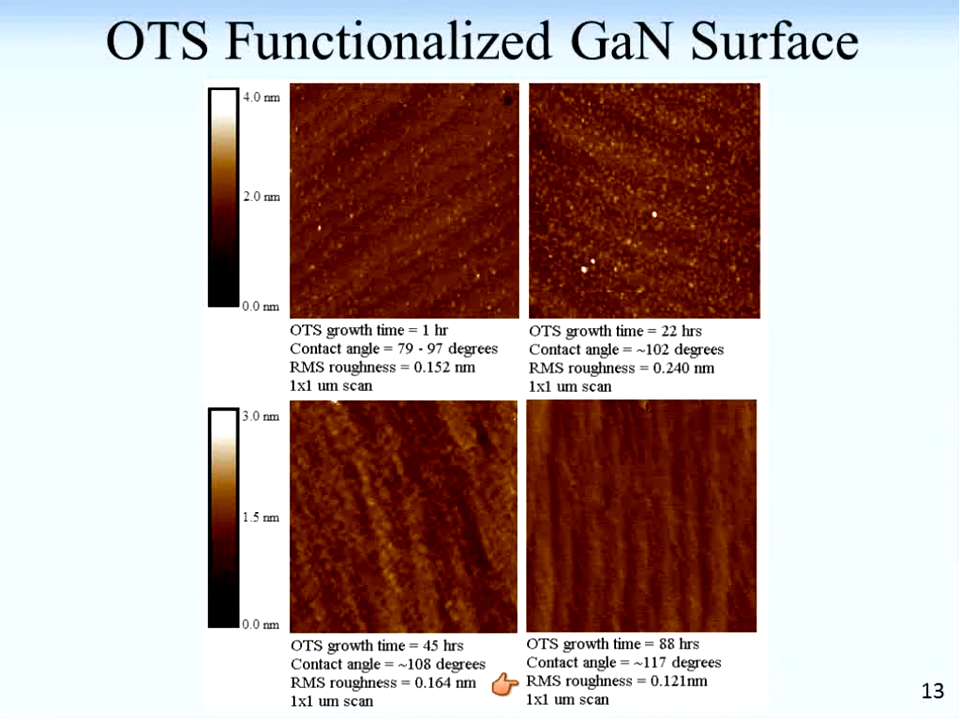 OTS Functionalized GaN Surface
4.0 nm
2.0 nm
0.0 nm
OTS growth time = 1 hr
Contact angle = 79 - 97 degrees
RMS roughness = 0.152 nm
1x1 um scan
OTS growth time = 22 hrs
Contact angle = ~102 degrees
RMS roughness = 0.240 nm
1x1 um scan
3.0 nm
1.5 nm
0.0 nm
OTS growth time = 45 hrs
Contact angle = ~108 degrees
RMS roughness = 0.164 nm
1x1 um scan
OTS growth time = 88 hrs
Contact angle = ~117 degrees
RMS roughness = 0.121nm
1x1 um scan
13